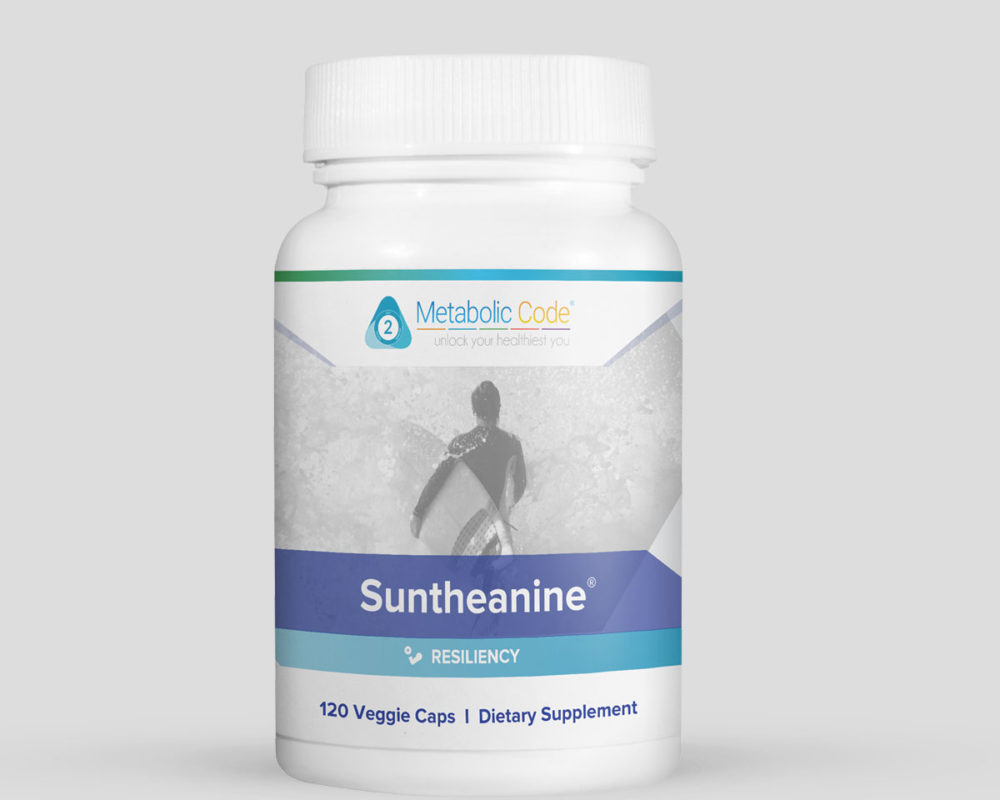 2
Metabolic Code®
unlock your healthiest you
Suntheanine®
RESILIENCY
120 Veggie Caps | Dietary Supplement